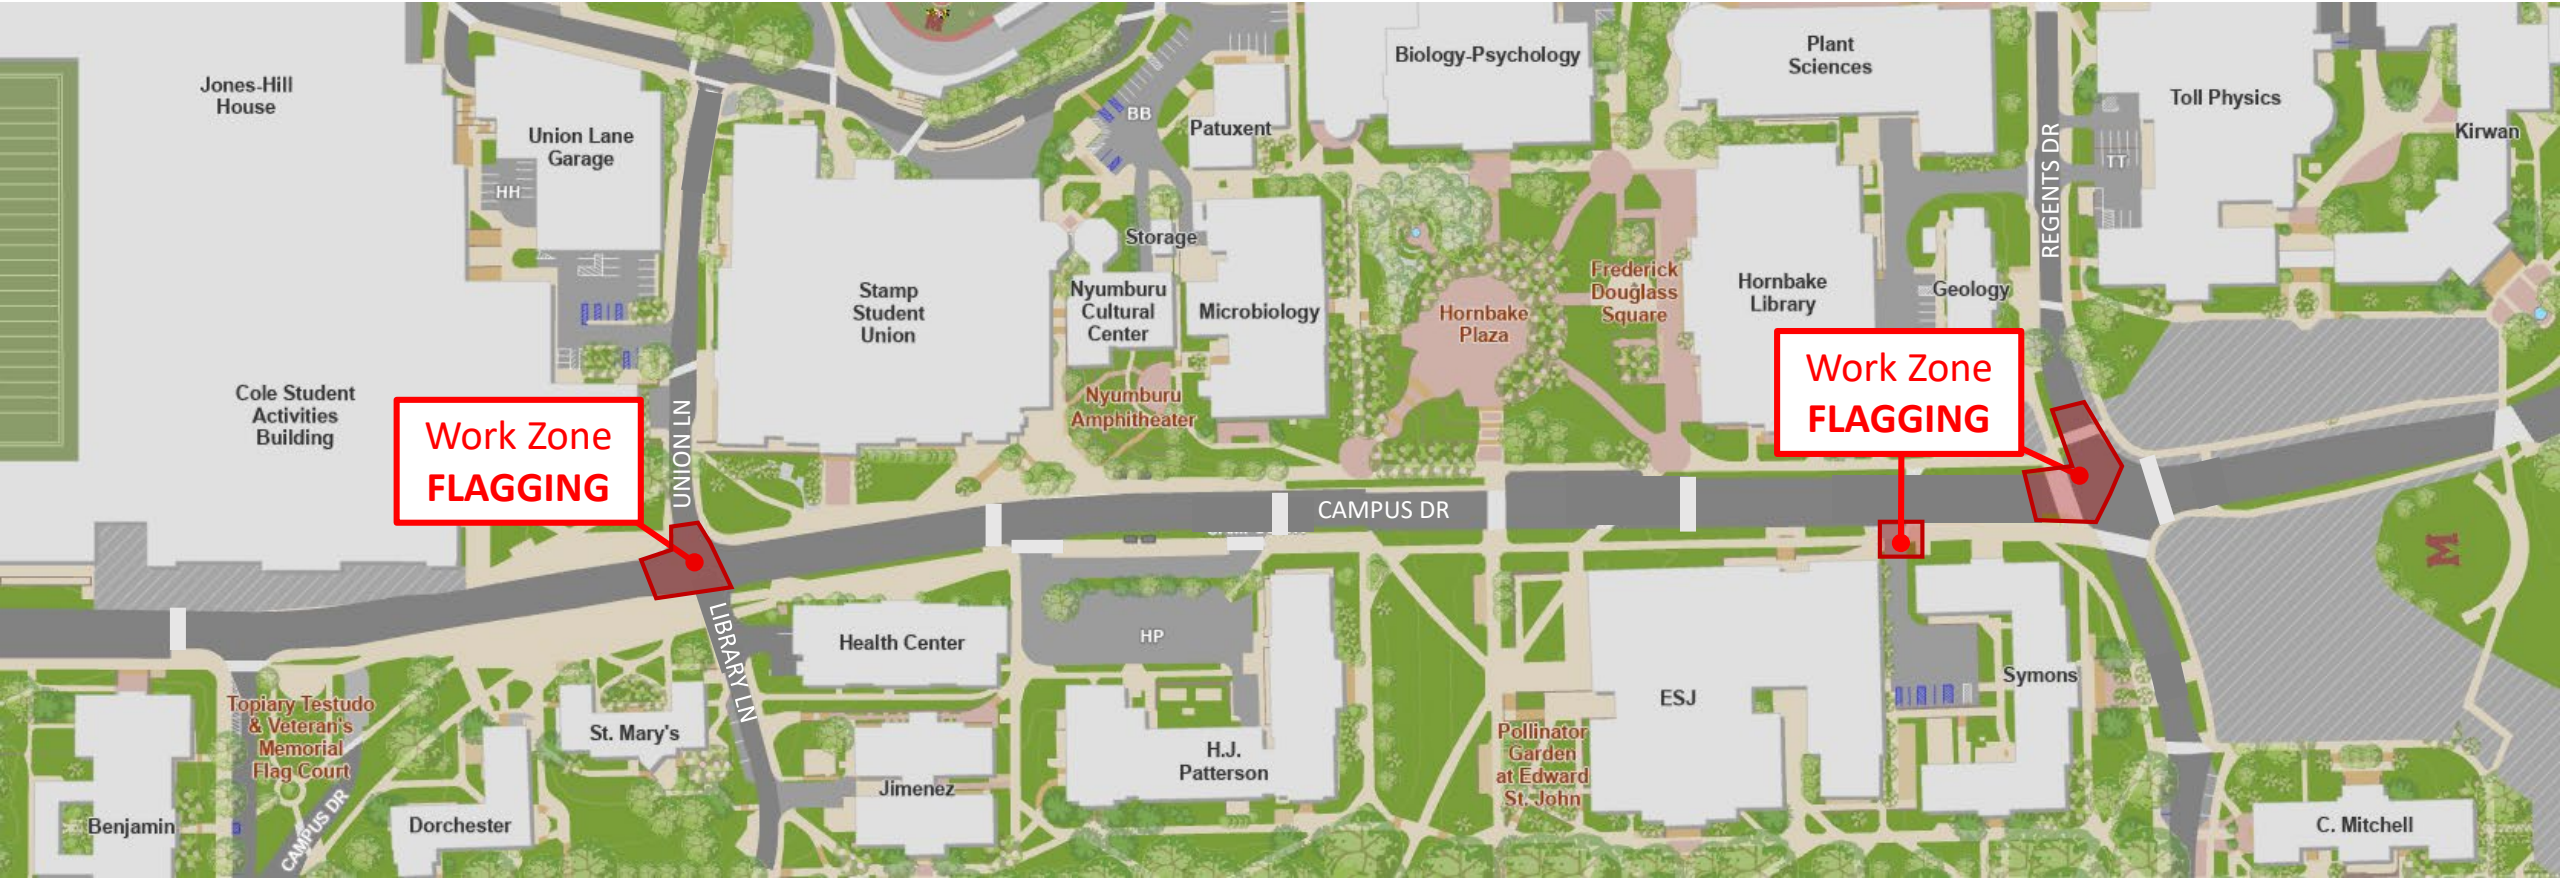 Jones-Hill
House
Union Lane
Garage
HH
BB
Patuxent
Biology-Psychology
Plant
Sciences
Toll Physics
Kirwan
TT
REGENTS DR
Stamp
Student
Union
Storage
Nyumburu
Cultural
Center
Microbiology
Nyumburu
Amphitheater
Hornbake
Plaza
Frederick
Douglass
Square
Hornbake
Library
Geology
Cole Student
Activities
Building
Work Zone
FLAGGING
UNION LN
Work Zone
FLAGGING
CAMPUS DR
LIBRARY LN
Health Center
HP
M
Topiary Testudo
& Veteran's
Memorial
Flag Court
St. Mary's
H.J.
Patterson
ESJ
Symons
Pollinator
Garden
at Edward
St. John
Benjamin
CAMPUS DR
Dorchester
Jimenez
C. Mitchell